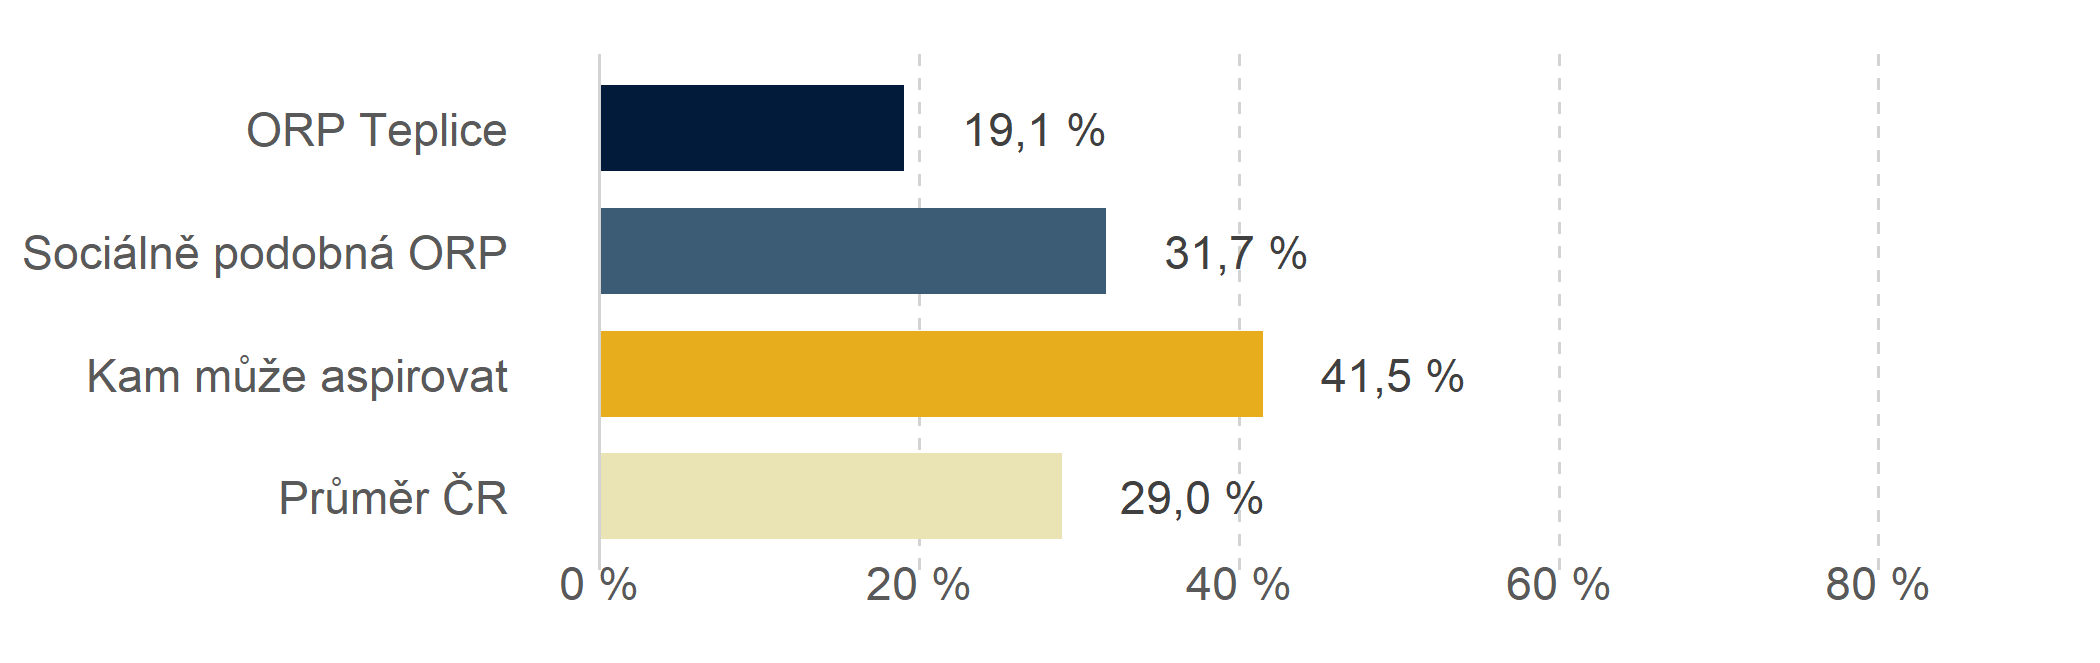 ORP Teplice 19,1 %
Sociálně podobná ORP 31,7 %
Kam může aspirovat 41,5 %
Průměr ČR 29,0 %
0 % 20 % 40 % 60 % 80 %